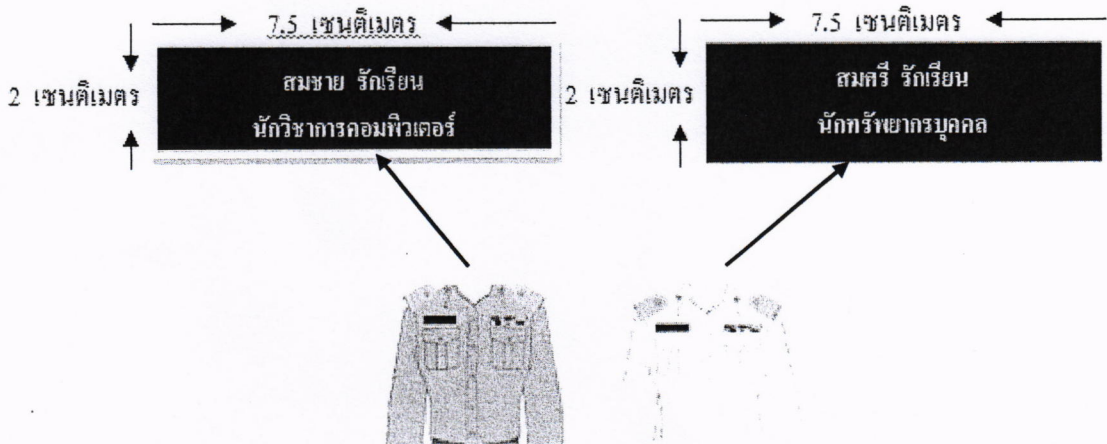 7.5 เซนติเมตร
2 เซนติเมตร
สมชาย รักเรียน
นักวิชาการคอมพิวเตอร์
7.5 เซนติเมตร
2 เซนติเมตร
สมศรี รักเรียน
นักทรัพยากรบุคคล